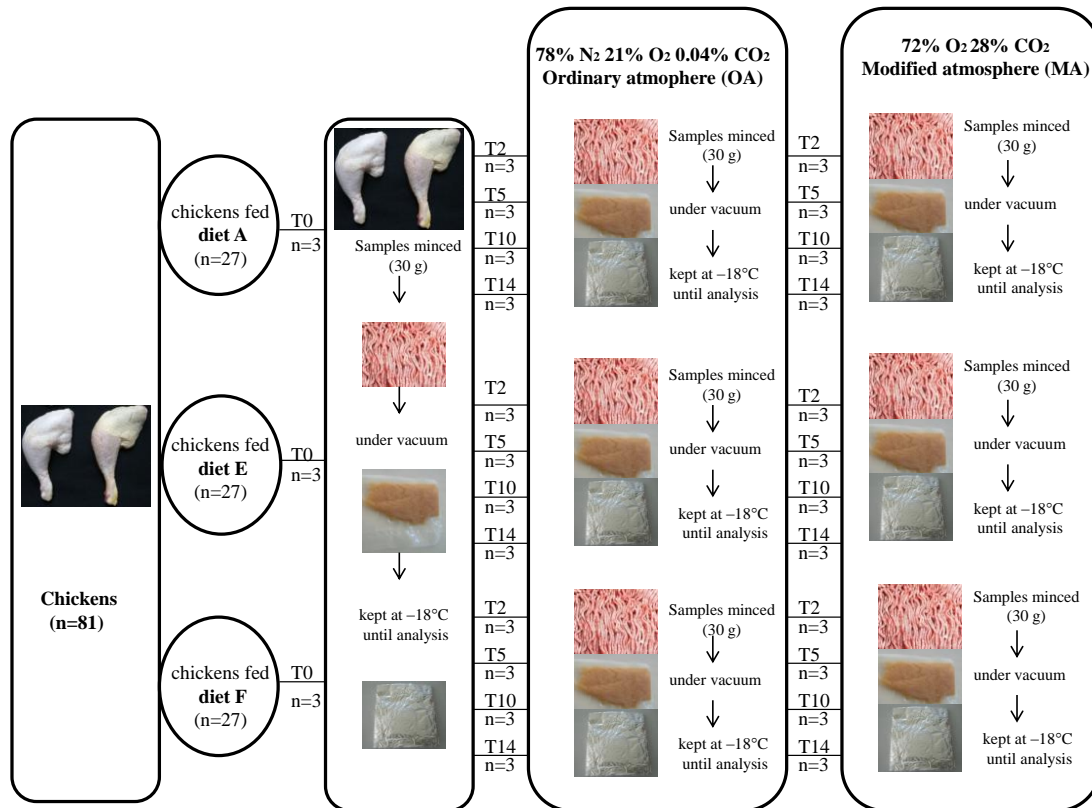 Chickens
(n=81)
chickens fed
diet A
(n=27)
chickens fed
diet E
(n=27)
chickens fed
diet F
(n=27)
T0
n=3
T0
n=3
T0
n=3
Samples minced
(30 g)
under vacuum
kept at –18°C
until analysis
T2
n=3
T5
n=3
T10
n=3
T14
n=3
T2
n=3
T5
n=3
T10
n=3
T14
n=3
T2
n=3
T5
n=3
T10
n=3
T14
n=3
78% N₂ 21% O₂ 0.04% CO₂
Ordinary atmophere (OA)
Samples minced
(30 g)
under vacuum
kept at –18°C
until analysis
Samples minced
(30 g)
under vacuum
kept at –18°C
until analysis
Samples minced
(30 g)
under vacuum
kept at –18°C
until analysis
T2
n=3
T5
n=3
T10
n=3
T14
n=3
T2
n=3
T5
n=3
T10
n=3
T14
n=3
T2
n=3
T5
n=3
T10
n=3
T14
n=3
72% O₂ 28% CO₂
Modified atmosphere (MA)
Samples minced
(30 g)
under vacuum
kept at –18°C
until analysis
Samples minced
(30 g)
under vacuum
kept at –18°C
until analysis
Samples minced
(30 g)
under vacuum
kept at –18°C
until analysis